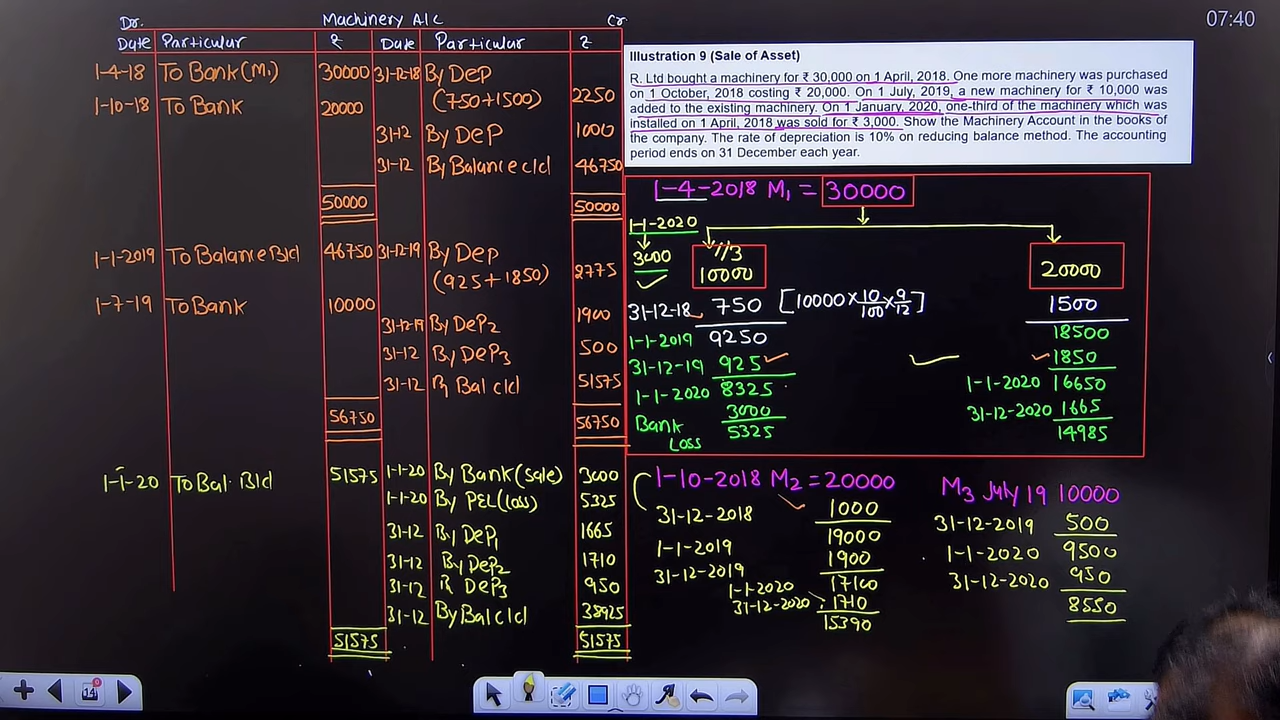 07:40
Dr. Machinery A/c Cr.
Date Particular ₹ Date Particular ₹
1-4-18 To Bank (M₁) 30000 31-12-18 By Dep
(750+1500) 2250
1-10-18 To Bank 20000
31-12 By Dep 1000
31-12 By Balance c/d 46750
50000 50000
1-1-2019 To Balance B/d 46750 31-12-19 By Dep
(925+1850) 2775
1-7-19 To Bank 10000
31-12-19 By Dep₂ 1900
31-12 By Dep₃ 500
31-12 By Bal c/d 51575
56750 56750
1-1-20 To Bal. B/d 51575 1-1-20 By Bank (sale) 3000
1-1-20 By P&L (loss) 5325
31-12 By Dep₁ 1665
31-12 By Dep₂ 1710
31-12 By Dep₃ 950
31-12 By Bal c/d 38925
51575 51575
Illustration 9 (Sale of Asset)
R. Ltd bought a machinery for ₹ 30,000 on 1 April, 2018. One more machinery was purchased
on 1 October, 2018 costing ₹ 20,000. On 1 July, 2019, a new machinery for ₹ 10,000 was
added to the existing machinery. On 1 January, 2020, one-third of the machinery which was
installed on 1 April, 2018 was sold for ₹ 3,000. Show the Machinery Account in the books of
the company. The rate of depreciation is 10% on reducing balance method. The accounting
period ends on 31 December each year.
1-4-2018 M₁ = 30000
1-1-2020
3000 1/3
10000 20000
31-12-18 750 [10000×10/100×9/12] 1500
1-1-2019 9250 18500
31-12-19 925 1850
1-1-2020 8325 1-1-2020 16650
Bank 3000 31-12-2020 1665
Loss 5325 14985
1-10-2018 M₂ = 20000
31-12-2018 1000
1-1-2019 19000
31-12-2019 1900
1-1-2020 17100
31-12-2020 1710
15390
M₃ July 19 10000
31-12-2019 500
1-1-2020 9500
31-12-2020 950
8550
14